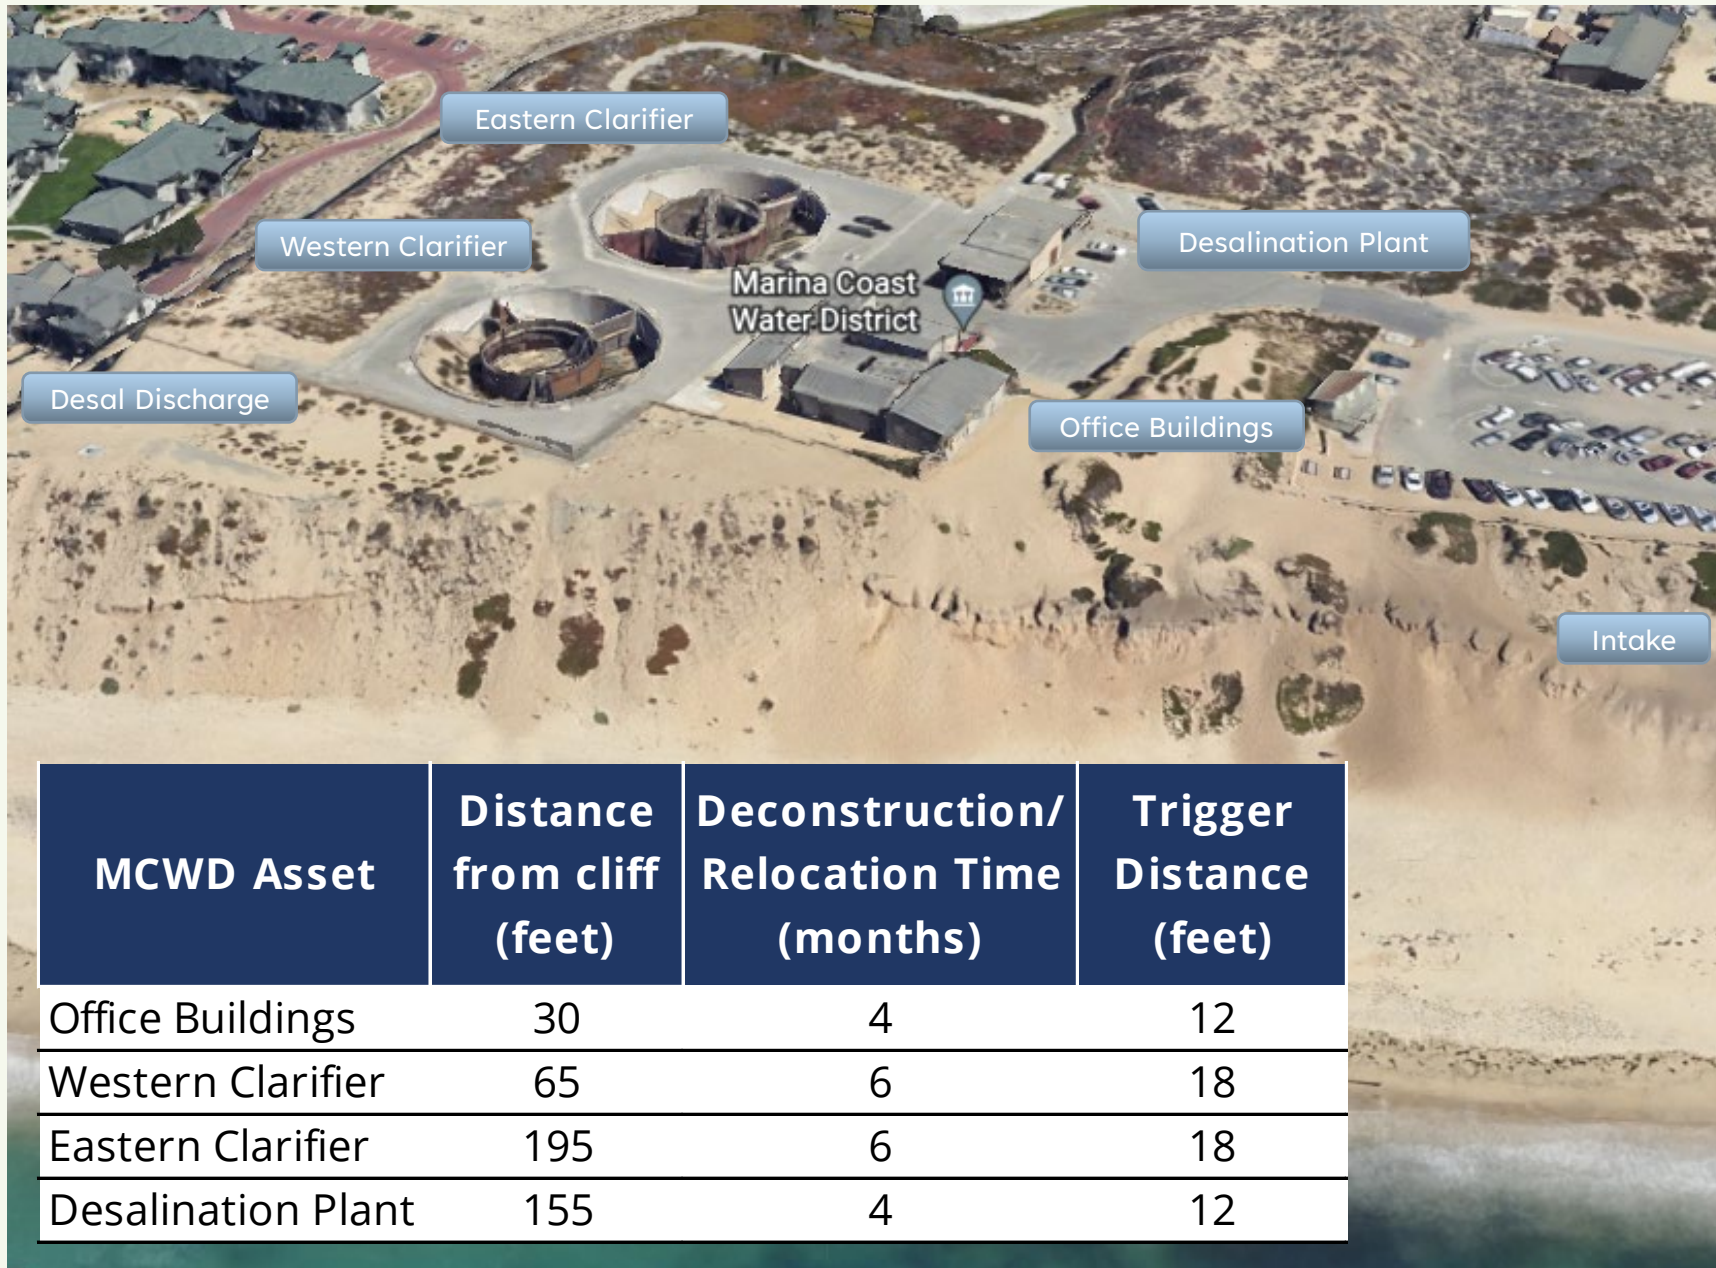 Eastern Clarifier
Western Clarifier
Desalination Plant
Marina Coast
Water District
Desal Discharge
Office Buildings
Intake
MCWD Asset
Distance
from cliff
(feet)
Deconstruction/
Relocation Time
(months)
Trigger
Distance
(feet)
Office Buildings 30 4 12
Western Clarifier 65 6 18
Eastern Clarifier 195 6 18
Desalination Plant 155 4 12